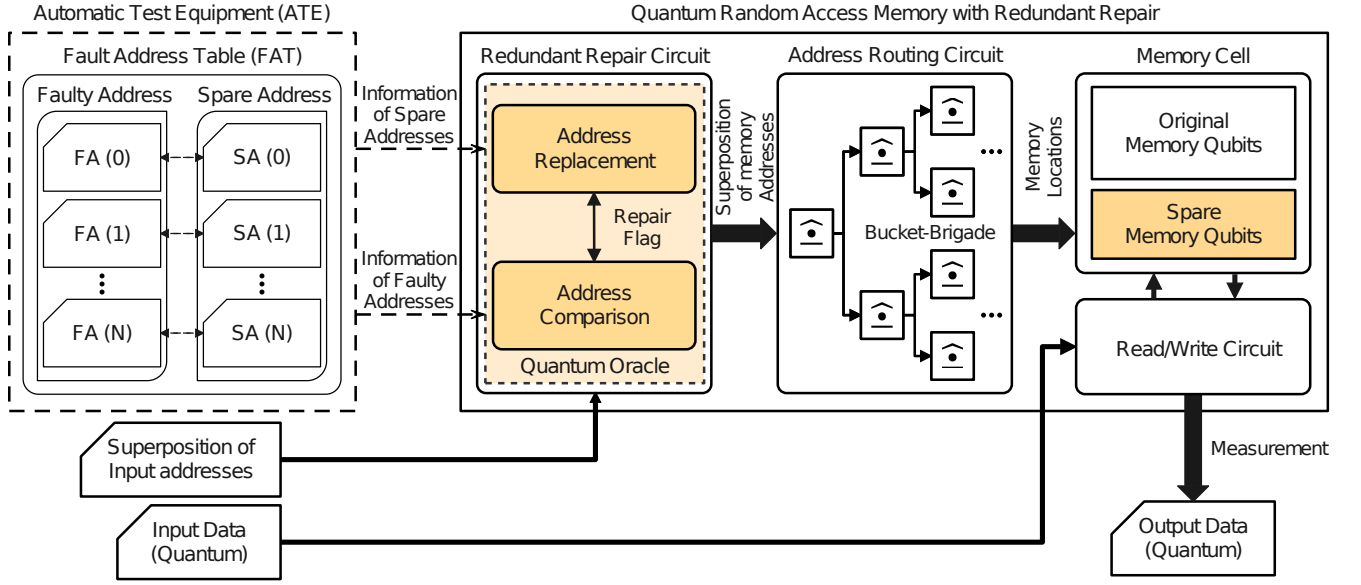 Automatic Test Equipment (ATE)
Fault Address Table (FAT)
Faulty Address
Spare Address
FA (0)
SA (0)
FA (1)
SA (1)
FA (N)
SA (N)
Information
of Spare
Addresses
Information
of Faulty
Addresses
Quantum Random Access Memory with Redundant Repair
Redundant Repair Circuit
Address
Replacement
Repair
Flag
Address
Comparison
Quantum Oracle
Superposition
of memory
Addresses
Address Routing Circuit
Bucket-Brigade
Memory
Locations
Memory Cell
Original
Memory Qubits
Spare
Memory Qubits
Read/Write Circuit
Superposition of
Input addresses
Input Data
(Quantum)
Measurement
Output Data
(Quantum)